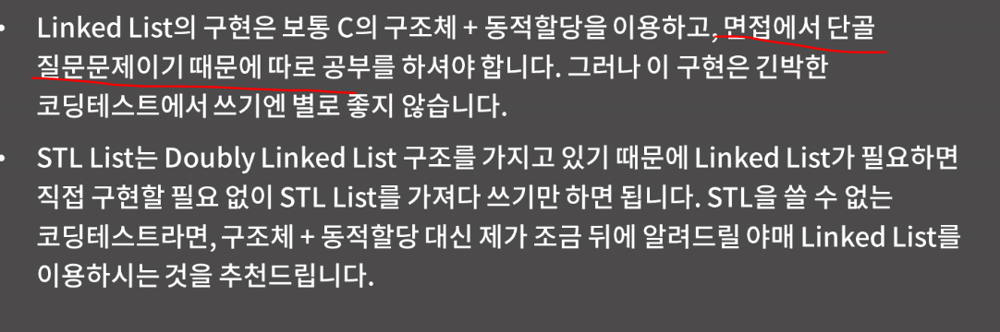 • Linked List의 구현은 보통 C의 구조체 + 동적할당을 이용하고, 면접에서 단골
질문문제이기 때문에 따로 공부를 하셔야 합니다. 그러나 이 구현은 긴박한
코딩테스트에서 쓰기엔 별로 좋지 않습니다.
• STL List는 Doubly Linked List 구조를 가지고 있기 때문에 Linked List가 필요하면
직접 구현할 필요 없이 STL List를 가져다 쓰기만 하면 됩니다. STL을 쓸 수 없는
코딩테스트라면, 구조체 + 동적할당 대신 제가 조금 뒤에 알려드릴 야매 Linked List를
이용하시는 것을 추천드립니다.